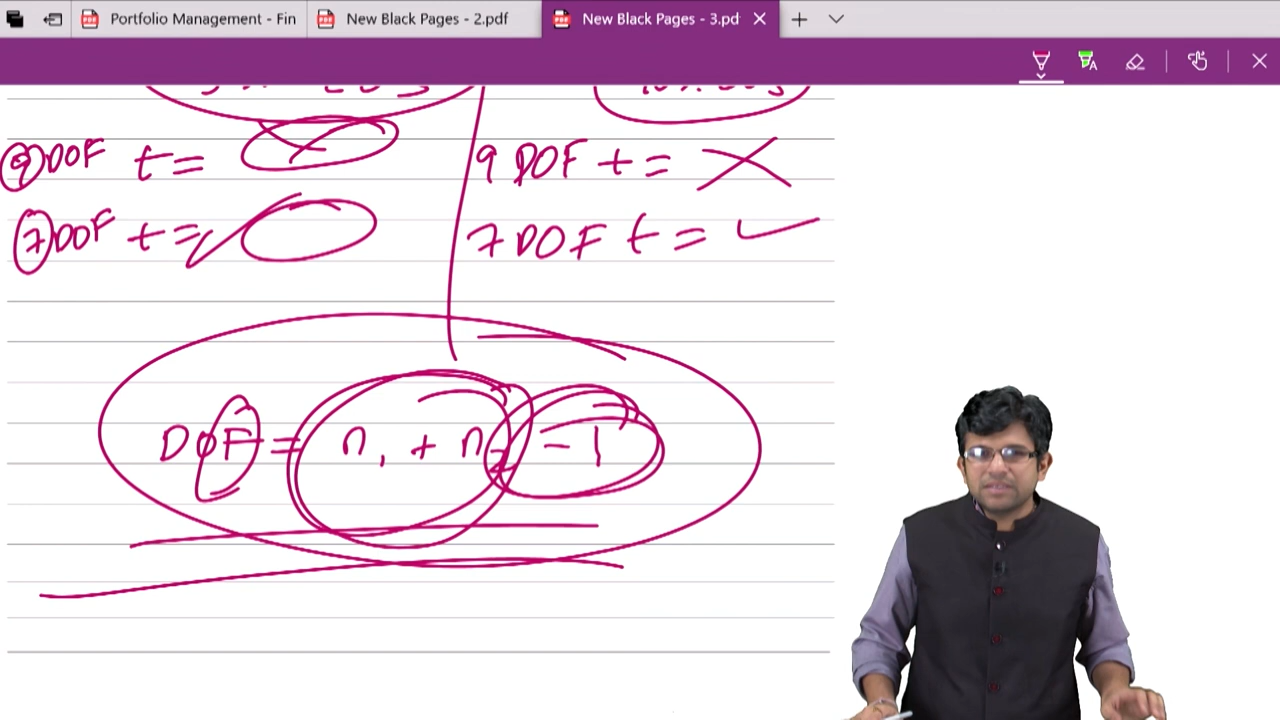 Portfolio Management - Fin
New Black Pages - 2.pdf
New Black Pages - 3.pd
9 DOF t =
9 DOF t =
7 DOF t =
7 DOF t =
DOF = n1 + n2 - 1